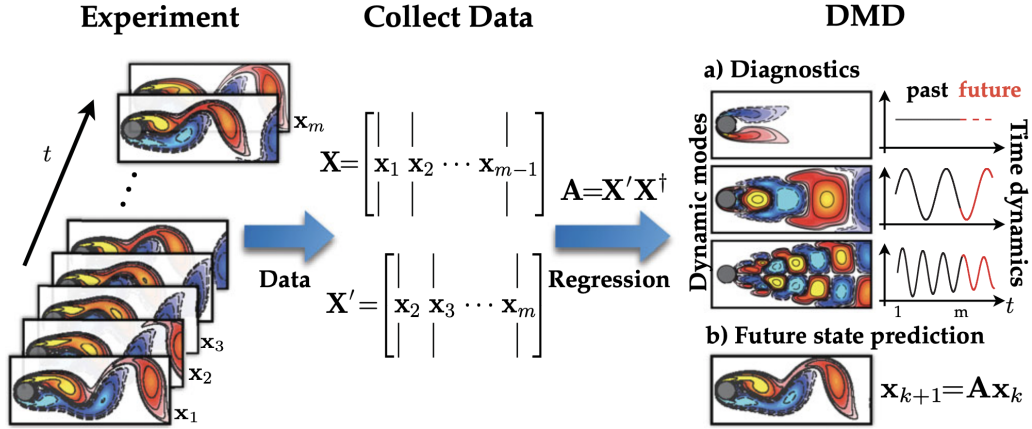 Experiment
Collect Data
DMD
t
x_m
⋮
x_3
x_2
x_1
Data
X=[x_1 x_2 ⋯ x_{m−1}]
X′=[x_2 x_3 ⋯ x_m]
A=X′X†
Regression
a) Diagnostics
Dynamic modes
past future
Time dynamics
1 m t
b) Future state prediction
x_{k+1}=Ax_k